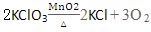 2KClO3 MnO2 △ 2KCl + 3O2